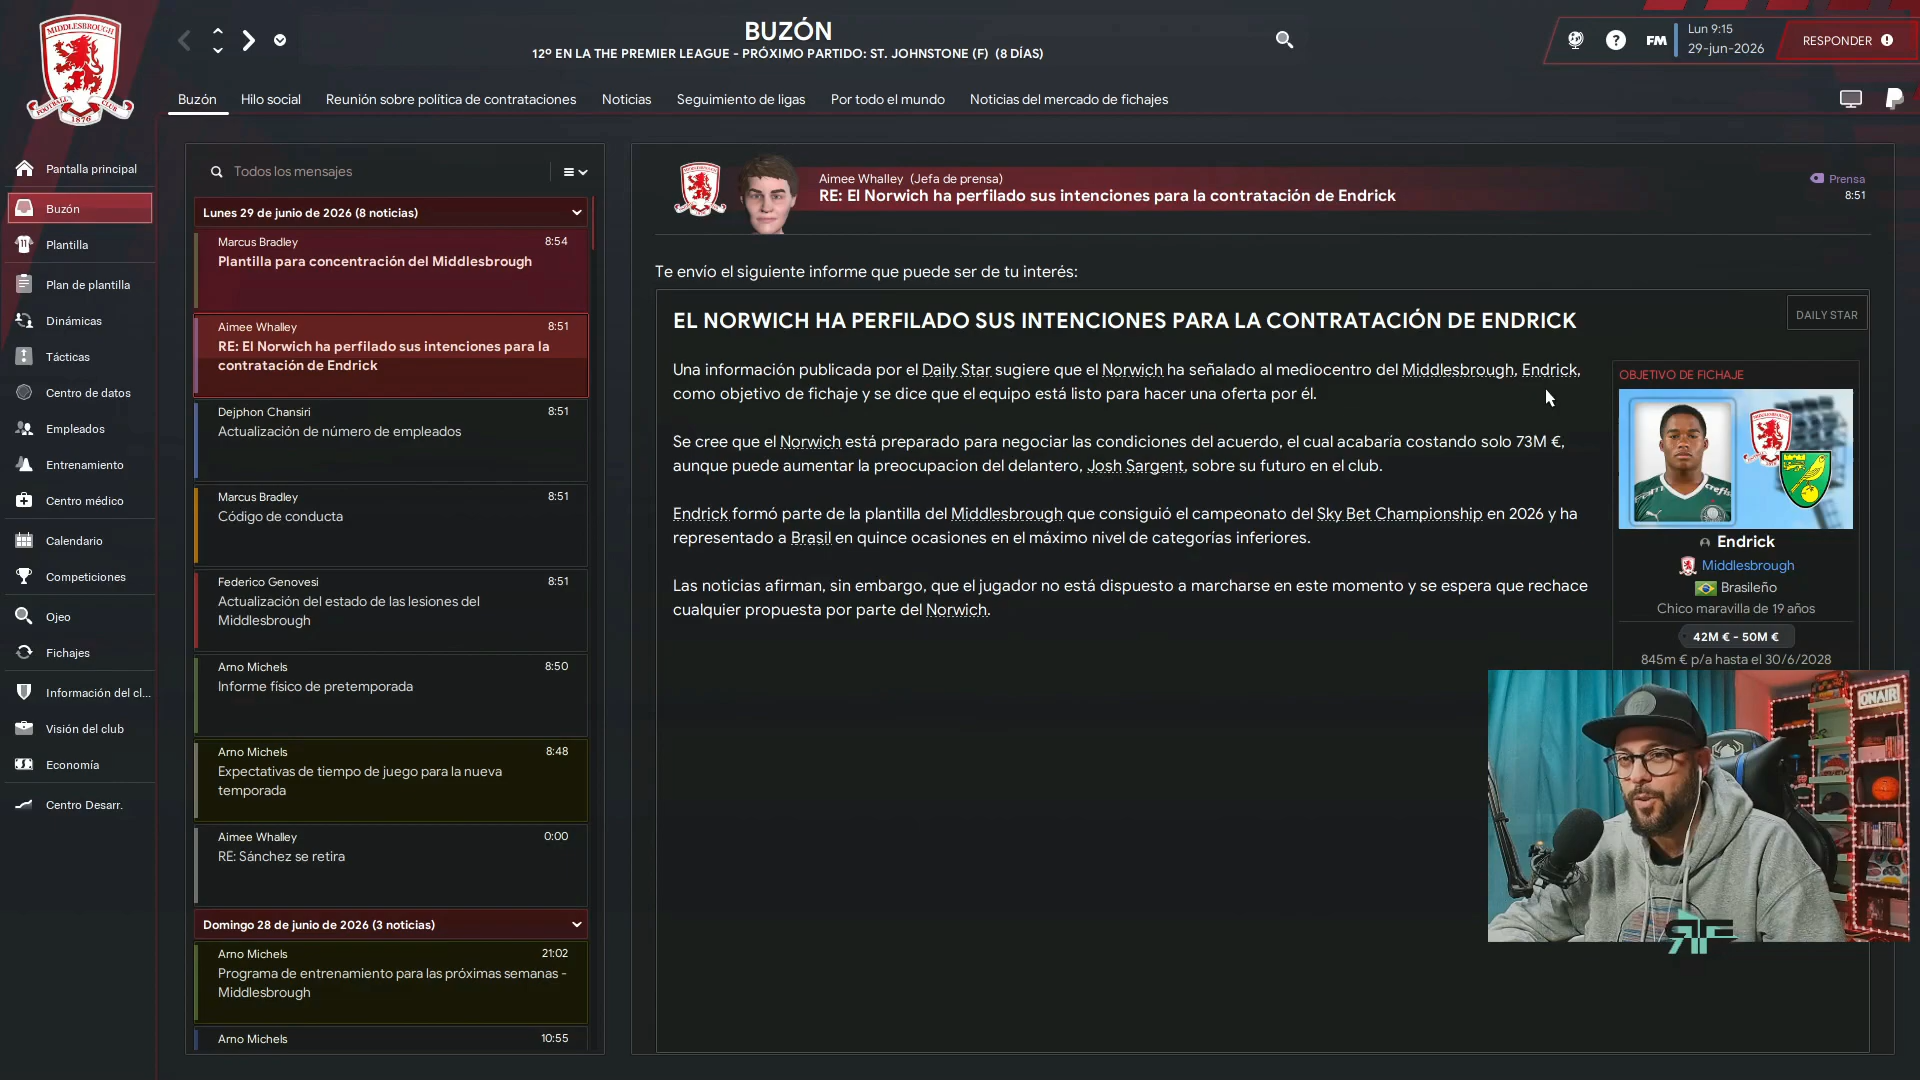 BUZÓN
12º EN LA THE PREMIER LEAGUE - PRÓXIMO PARTIDO: ST. JOHNSTONE (F) (8 DÍAS)
FM
Lun 9:15
29-jun-2026
RESPONDER
MIDDLESBROUGH
FOOTBALL CLUB
1876
Buzón
Hilo social
Reunión sobre política de contrataciones
Noticias
Seguimiento de ligas
Por todo el mundo
Noticias del mercado de fichajes
Pantalla principal
Buzón
Plantilla
Plan de plantilla
Dinámicas
Tácticas
Centro de datos
Empleados
Entrenamiento
Centro médico
Calendario
Competiciones
Ojeo
Fichajes
Información del cl...
Visión del club
Economía
Centro Desarr.
Todos los mensajes
Lunes 29 de junio de 2026 (8 noticias)
Marcus Bradley 8:54
Plantilla para concentración del Middlesbrough
Aimee Whalley 8:51
RE: El Norwich ha perfilado sus intenciones para la
contratación de Endrick
Dejphon Chansiri 8:51
Actualización de número de empleados
Marcus Bradley 8:51
Código de conducta
Federico Genovesi 8:51
Actualización del estado de las lesiones del
Middlesbrough
Arno Michels 8:50
Informe físico de pretemporada
Arno Michels 8:48
Expectativas de tiempo de juego para la nueva
temporada
Aimee Whalley 0:00
RE: Sánchez se retira
Domingo 28 de junio de 2026 (3 noticias)
Arno Michels 21:02
Programa de entrenamiento para las próximas semanas -
Middlesbrough
Arno Michels 10:55
Aimee Whalley (Jefa de prensa)
RE: El Norwich ha perfilado sus intenciones para la contratación de Endrick
Prensa
8:51
Te envío el siguiente informe que puede ser de tu interés:
EL NORWICH HA PERFILADO SUS INTENCIONES PARA LA CONTRATACIÓN DE ENDRICK
DAILY STAR
Una información publicada por el Daily Star sugiere que el Norwich ha señalado al mediocentro del Middlesbrough, Endrick,
como objetivo de fichaje y se dice que el equipo está listo para hacer una oferta por él.
Se cree que el Norwich está preparado para negociar las condiciones del acuerdo, el cual acabaría costando solo 73M €,
aunque puede aumentar la preocupacion del delantero, Josh Sargent, sobre su futuro en el club.
Endrick formó parte de la plantilla del Middlesbrough que consiguió el campeonato del Sky Bet Championship en 2026 y ha
representado a Brasil en quince ocasiones en el máximo nivel de categorías inferiores.
Las noticias afirman, sin embargo, que el jugador no está dispuesto a marcharse en este momento y se espera que rechace
cualquier propuesta por parte del Norwich.
OBJETIVO DE FICHAJE
Endrick
Middlesbrough
Brasileño
Chico maravilla de 19 años
42M € - 50M €
845m € p/a hasta el 30/6/2028
ON AIR